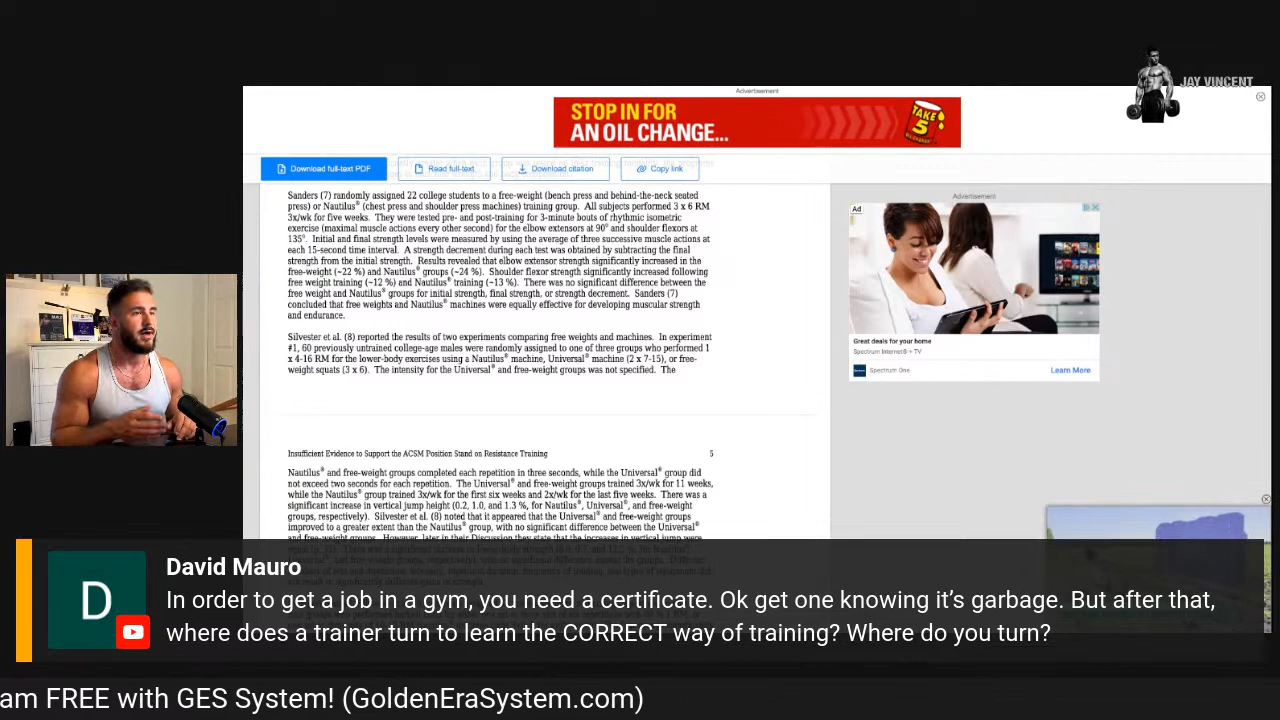 JAY VINCENT
Advertisement
STOP IN FOR
AN OIL CHANGE...
TAKE
5
Download full-text PDF
Read full-text
Download citation
Copy link
Sanders (7) randomly assigned 22 college students to a free-weight (bench press and behind-the-neck seated
press) or Nautilus® (chest press and shoulder press machines) training group. All subjects performed 3 x 6 RM
3x/wk for five weeks. They were tested pre- and post-training for 3-minute bouts of rhythmic isometric
exercise (maximal muscle actions every other second) for the elbow extensors at 90° and shoulder flexors at
135°. Initial and final strength levels were measured by using the average of three successive muscle actions at
each 15-second time interval. A strength decrement during each test was obtained by subtracting the final
strength from the initial strength. Results revealed that elbow extensor strength significantly increased in the
free-weight (~22 %) and Nautilus® groups (~24 %). Shoulder flexor strength significantly increased following
free weight training (~12 %) and Nautilus® training (~13 %). There was no significant difference between the
free weight and Nautilus® groups for initial strength, final strength, or strength decrement. Sanders (7)
concluded that free weights and Nautilus® machines were equally effective for developing muscular strength
and endurance.
Silvester et al. (8) reported the results of two experiments comparing free weights and machines. In experiment
#1, 60 previously untrained college-age males were randomly assigned to one of three groups who performed 1
x 4-16 RM for the lower-body exercises using a Nautilus® machine, Universal® machine (2 x 7-15), or free-
weight squats (3 x 6). The intensity for the Universal® and free-weight groups was not specified. The
Insufficient Evidence to Support the ACSM Position Stand on Resistance Training 5
Nautilus® and free-weight groups completed each repetition in three seconds, while the Universal® group did
not exceed two seconds for each repetition. The Universal® and free-weight groups trained 3x/wk for 11 weeks,
while the Nautilus® group trained 3x/wk for the first six weeks and 2x/wk for the last five weeks. There was a
significant increase in vertical jump height (0.2, 1.0, and 1.3 %, for Nautilus®, Universal®, and free-weight
groups, respectively). Silvester et al. (8) noted it appeared that the Universal® and free-weight groups
improved to a greater extent than the Nautilus® group, with no significant difference between the Universal®
and free-weight groups. However, later in their Discussion they state that the increases in vertical jump were
Advertisement
Ad
Great deals for your home
Spectrum Internet® + TV
Spectrum One
Learn More
D
David Mauro
In order to get a job in a gym, you need a certificate. Ok get one knowing it’s garbage. But after that,
where does a trainer turn to learn the CORRECT way of training? Where do you turn?
am FREE with GES System! (GoldenEraSystem.com)